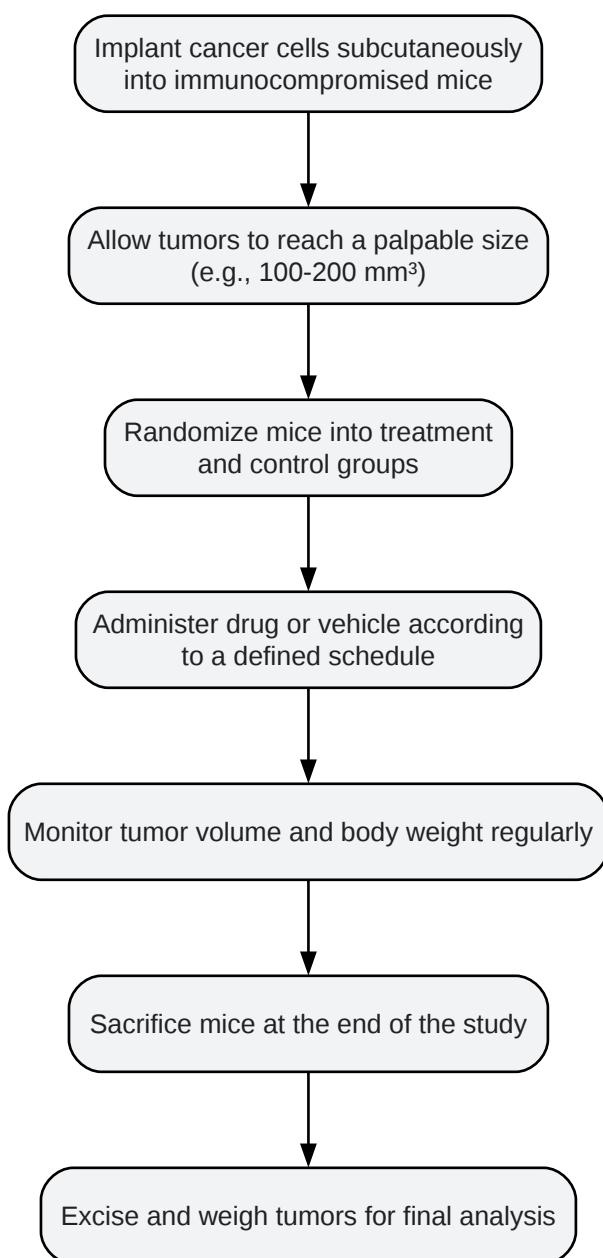 Implant cancer cells subcutaneously
into immunocompromised mice
Allow tumors to reach a palpable size
(e.g., 100-200 mm³)
Randomize mice into treatment
and control groups
Administer drug or vehicle according
to a defined schedule
Monitor tumor volume and body weight regularly
Sacrifice mice at the end of the study
Excise and weigh tumors for final analysis